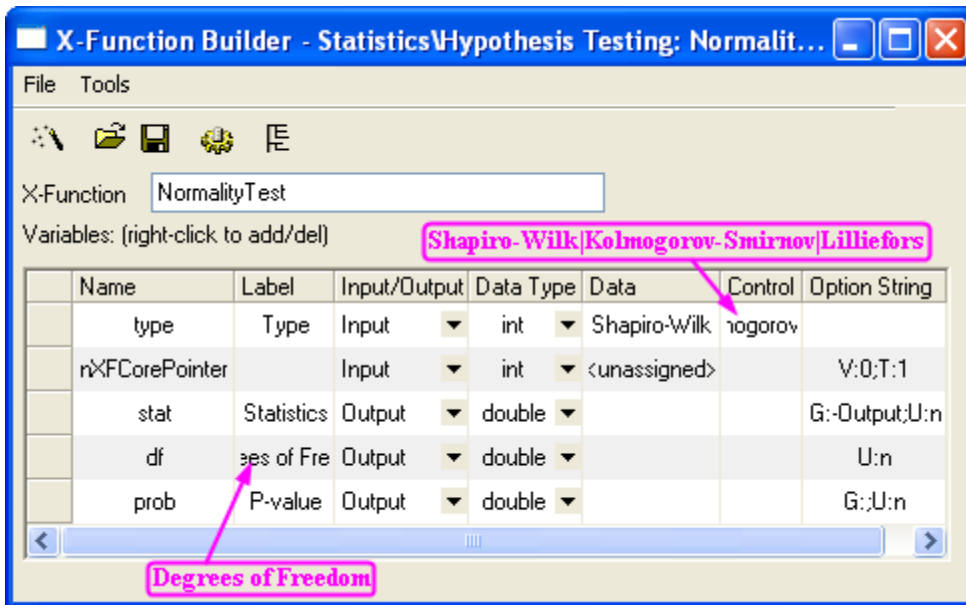 X-Function Builder - Statistics\Hypothesis Testing: Normalit...
File Tools
X-Function NormalityTest
Variables: (right-click to add/del)
Shapiro-Wilk|Kolmogorov-Smirnov|Lilliefors
Name Label Input/Output Data Type Data Control Option String
type Type Input int Shapiro-Wilk nogorov
nXFCorePointer Input int <unassigned> V:0;T:1
stat Statistics Output double G:-Output;U:n
df ees of Fre Output double U:n
prob P-value Output double G:;U:n
Degrees of Freedom